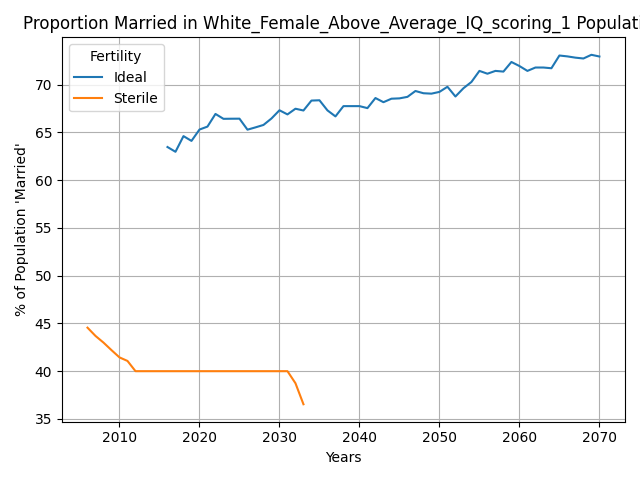 Proportion Married in White_Female_Above_Average_IQ_scoring_1 Populati
Fertility
Ideal
Sterile
% of Population 'Married'
70
65
60
55
50
45
40
35
2010 2020 2030 2040 2050 2060 2070
Years